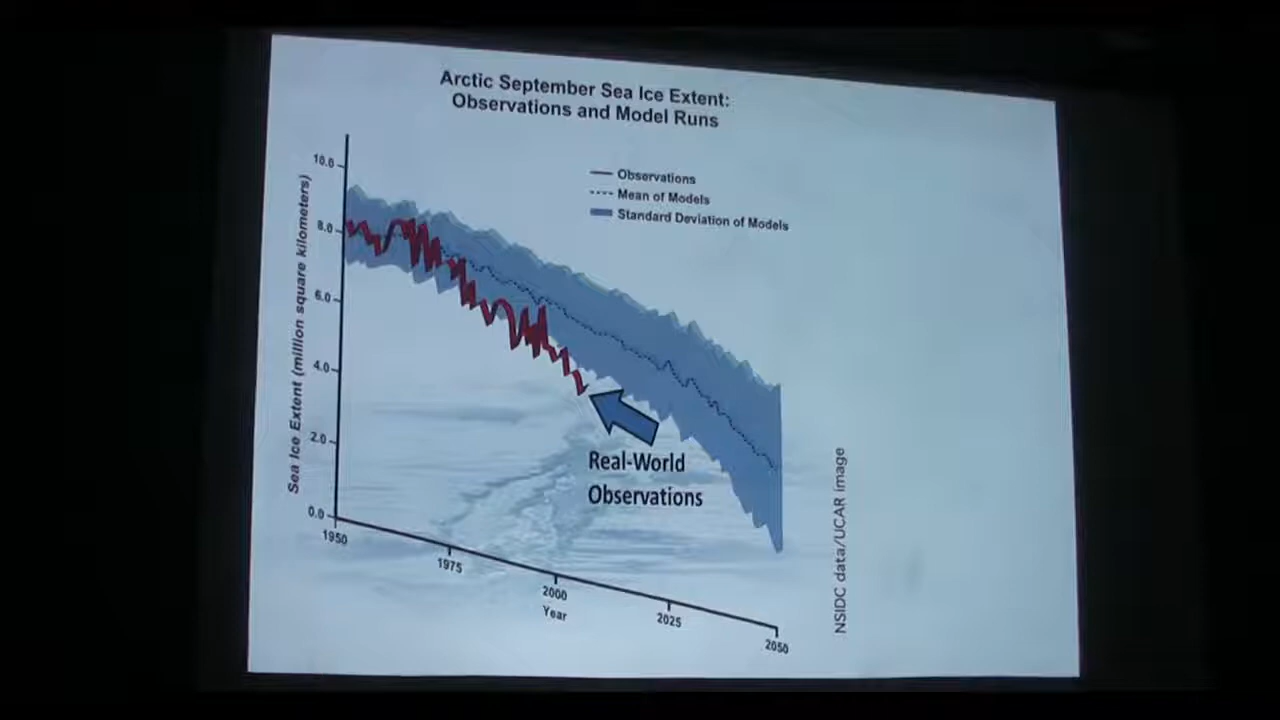 Arctic September Sea Ice Extent:
Observations and Model Runs
Observations
Mean of Models
Standard Deviation of Models
Sea Ice Extent (million square kilometers)
10.0
8.0
6.0
4.0
2.0
0.0
1950
1975
2000
2025
2050
Year
Real-World
Observations
NSIDC data/UCAR image